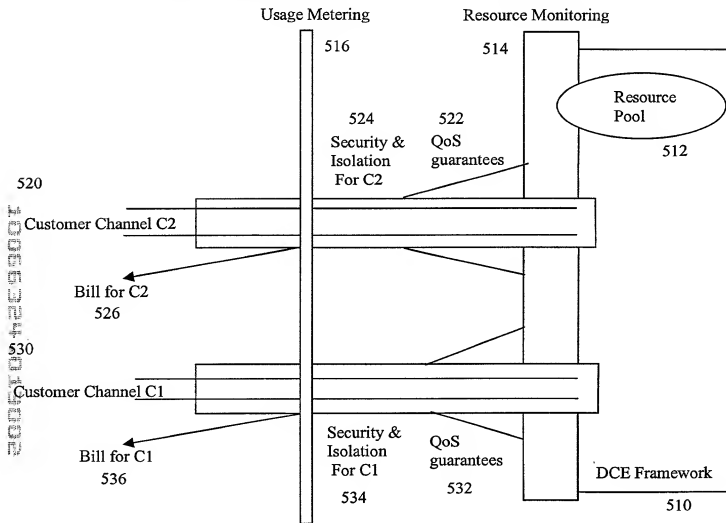 Usage Metering
Resource Monitoring
516
514
Resource
Pool
512
524
522
Security &
Isolation
For C2
QoS
guarantees
520
Customer Channel C2
Bill for C2
526
530
Customer Channel C1
Bill for C1
536
Security &
Isolation
For C1
534
QoS
guarantees
532
DCE Framework
510